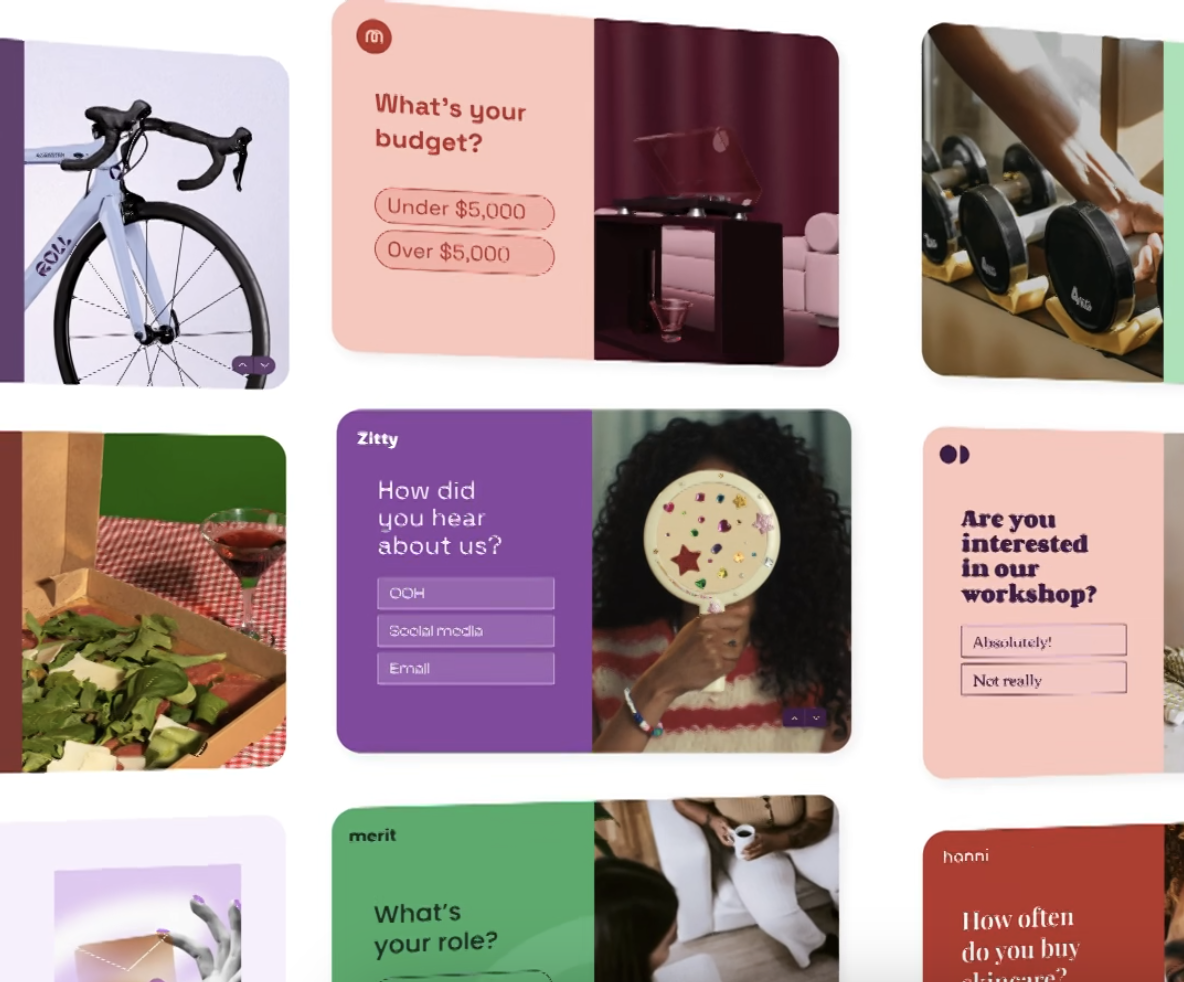 ROLL
What's your
budget?
Under $5,000
Over $5,000
Zitty
How did
you hear
about us?
OOH
Social media
Email
Are you
interested
in our
workshop?
Absolutely!
Not really
merit
What's
your role?
hanni
How often
do you buy
skincare?